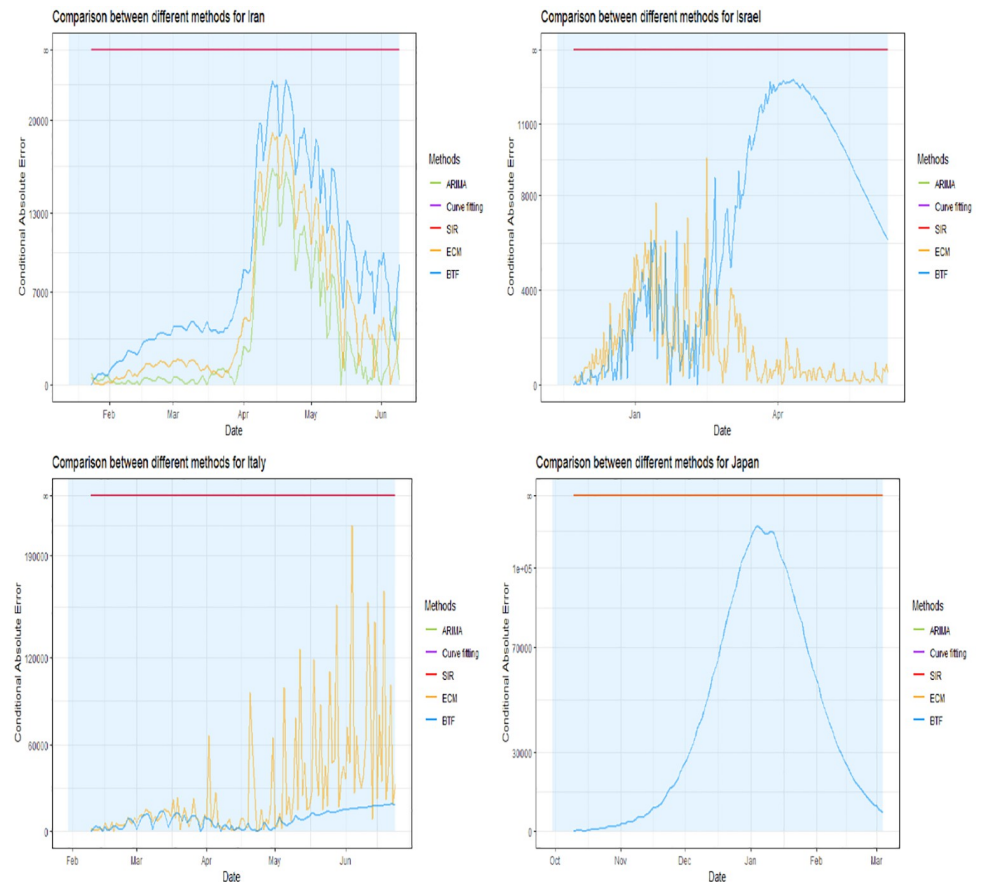 Comparison between different methods for Iran
∞
20000
13000
7000
0
Conditional Absolute Error
Feb Mar Apr May Jun
Date
Methods
ARIMA
Curve fitting
SIR
ECM
BTF
Comparison between different methods for Israel
∞
11000
8000
4000
0
Conditional Absolute Error
Jan Apr
Date
Methods
ARIMA
Curve fitting
SIR
ECM
BTF
Comparison between different methods for Italy
∞
190000
120000
60000
0
Conditional Absolute Error
Feb Mar Apr May Jun
Date
Methods
ARIMA
Curve fitting
SIR
ECM
BTF
Comparison between different methods for Japan
∞
1e+05
70000
30000
0
Conditional Absolute Error
Oct Nov Dec Jan Feb Mar
Date
Methods
ARIMA
Curve fitting
SIR
ECM
BTF